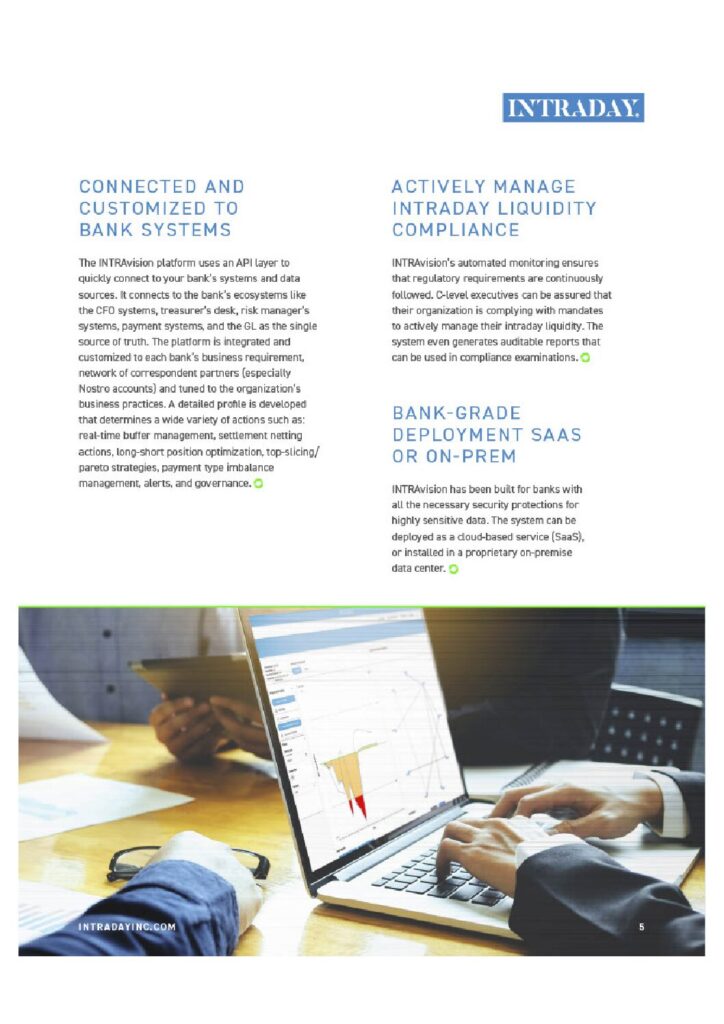 INTRADAY®
CONNECTED AND
CUSTOMIZED TO
BANK SYSTEMS
The INTRAvision platform uses an API layer to
quickly connect to your bank's systems and data
sources. It connects to the bank's ecosystems like
the CFO systems, treasurer's desk, risk manager's
systems, payment systems, and the GL as the single
source of truth. The platform is integrated and
customized to each bank's business requirement,
network of correspondent partners (especially
Nostro accounts) and tuned to the organization's
business practices. A detailed profile is developed
that determines a wide variety of actions such as:
real-time buffer management, settlement netting
actions, long-short position optimization, top-slicing/
pareto strategies, payment type imbalance
management, alerts, and governance.
ACTIVELY MANAGE
INTRADAY LIQUIDITY
COMPLIANCE
INTRAvision's automated monitoring ensures
that regulatory requirements are continuously
followed. C-level executives can be assured that
their organization is complying with mandates
to actively manage their intraday liquidity. The
system even generates auditable reports that
can be used in compliance examinations.
BANK-GRADE
DEPLOYMENT SAAS
OR ON-PREM
INTRAvision has been built for banks with
all the necessary security protections for
highly sensitive data. The system can be
deployed as a cloud-based service (SaaS),
or installed in a proprietary on-premise
data center.
INTRADAYINC.COM
5